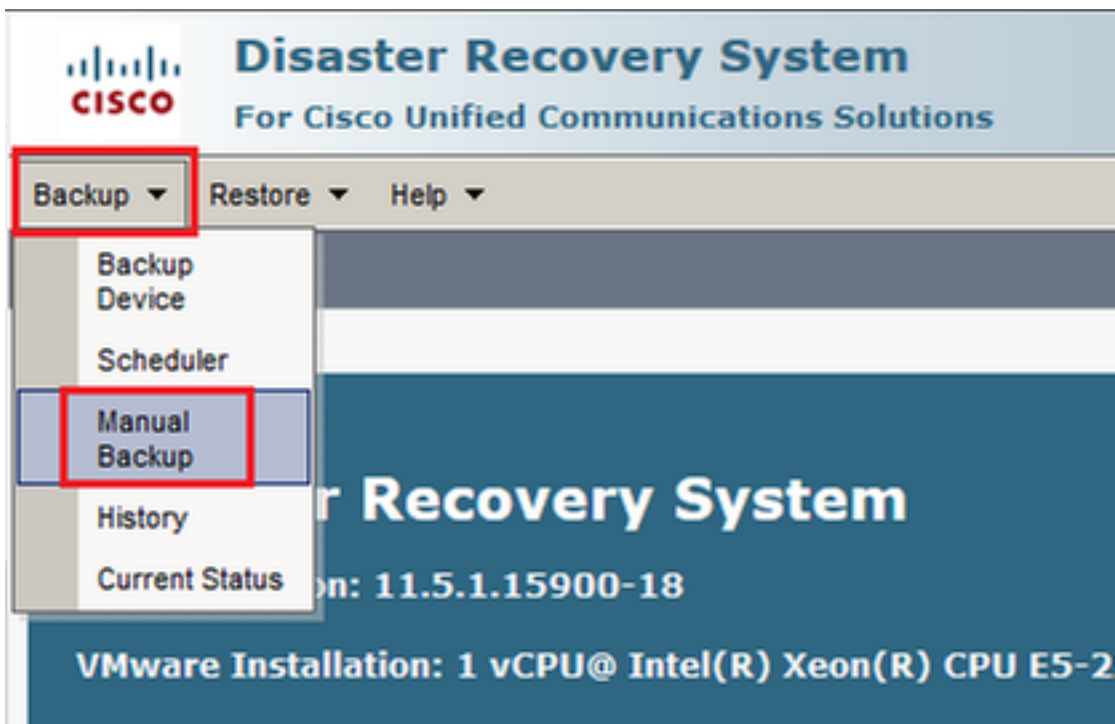 CISCO
Disaster Recovery System
For Cisco Unified Communications Solutions
Backup
Restore
Help
Backup
Device
Scheduler
Manual
Backup
History
Current Status
r Recovery System
on: 11.5.1.15900-18
VMware Installation: 1 vCPU@ Intel(R) Xeon(R) CPU E5-2